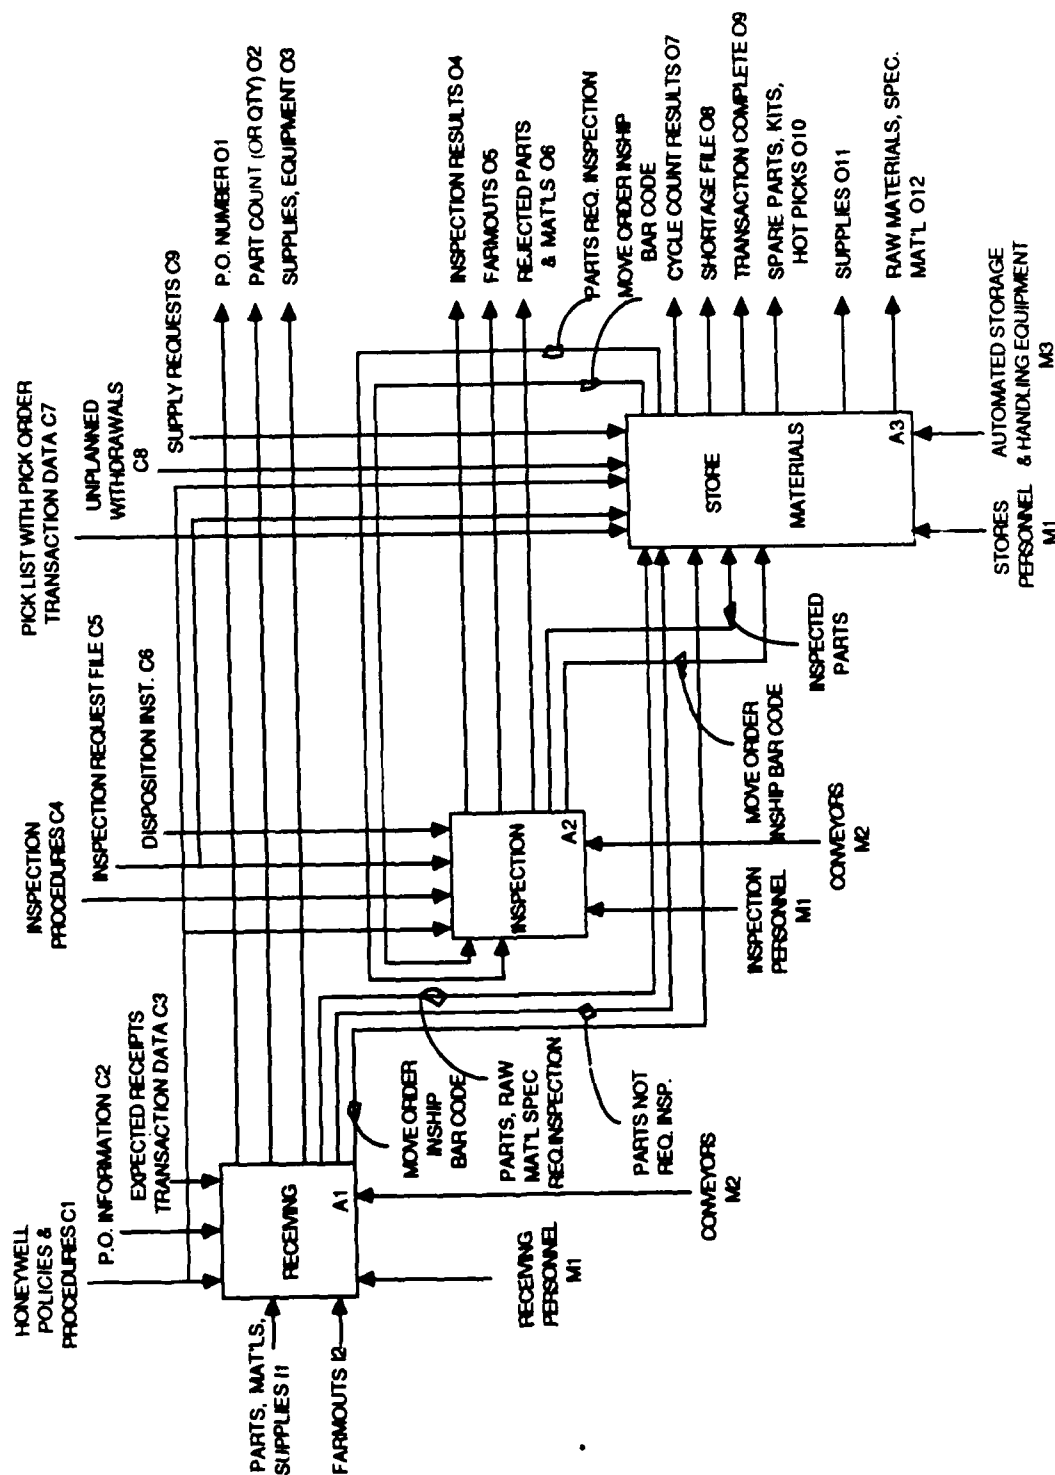 HONEYWELL
POLICIES &
PROCEDURES C1
P.O. INFORMATION C2
EXPECTED RECEIPTS
TRANSACTION DATA C3
INSPECTION
PROCEDURES C4
INSPECTION REQUEST FILE C5
DISPOSITION INST. C6
PICK LIST WITH PICK ORDER
TRANSACTION DATA C7
UNPLANNED
WITHDRAWALS
C8
SUPPLY REQUESTS C9
PARTS, MAT'LS,
SUPPLIES I1
FARMOUTS I2
RECEIVING
A1
RECEIVING
PERSONNEL
M1
CONVEYORS
M2
MOVE ORDER
INSHIP
BAR CODE
PARTS, RAW
MAT'L SPEC
REQ.INSPECTION
PARTS NOT
REQ. INSP.
INSPECTION
A2
INSPECTION
PERSONNEL
M1
CONVEYORS
M2
MOVE ORDER
INSHIP BAR CODE
INSPECTED
PARTS
STORE
MATERIALS
A3
STORES
PERSONNEL
M1
AUTOMATED STORAGE
& HANDLING EQUIPMENT
M3
P.O. NUMBER O1
PART COUNT (OR QTY) O2
SUPPLIES, EQUIPMENT O3
INSPECTION RESULTS O4
FARMOUTS O5
REJECTED PARTS
& MAT'LS O6
PARTS REQ. INSPECTION
MOVE ORDER INSHIP
BAR CODE
CYCLE COUNT RESULTS O7
SHORTAGE FILE O8
TRANSACTION COMPLETE O9
SPARE PARTS, KITS,
HOT PICKS O10
SUPPLIES O11
RAW MATERIALS, SPEC.
MAT'L O12